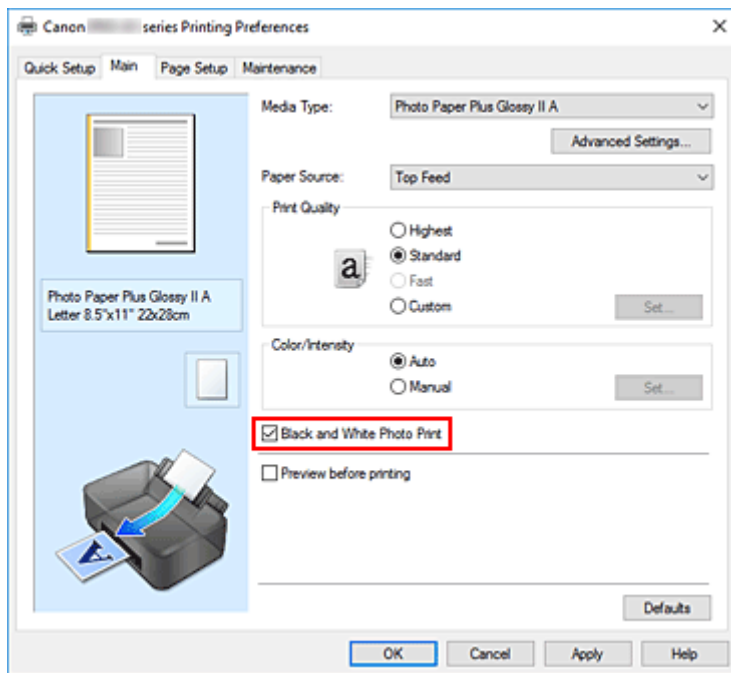 Canon series Printing Preferences
Quick Setup Main Page Setup Maintenance
Media Type: Photo Paper Plus Glossy II A
Advanced Settings...
Paper Source: Top Feed
Print Quality
Highest
a Standard
Fast
Custom Set...
Photo Paper Plus Glossy II A
Letter 8.5"x11" 22x28cm
Color/Intensity
Auto
Manual Set...
Black and White Photo Print
Preview before printing
A
Defaults
OK Cancel Apply Help